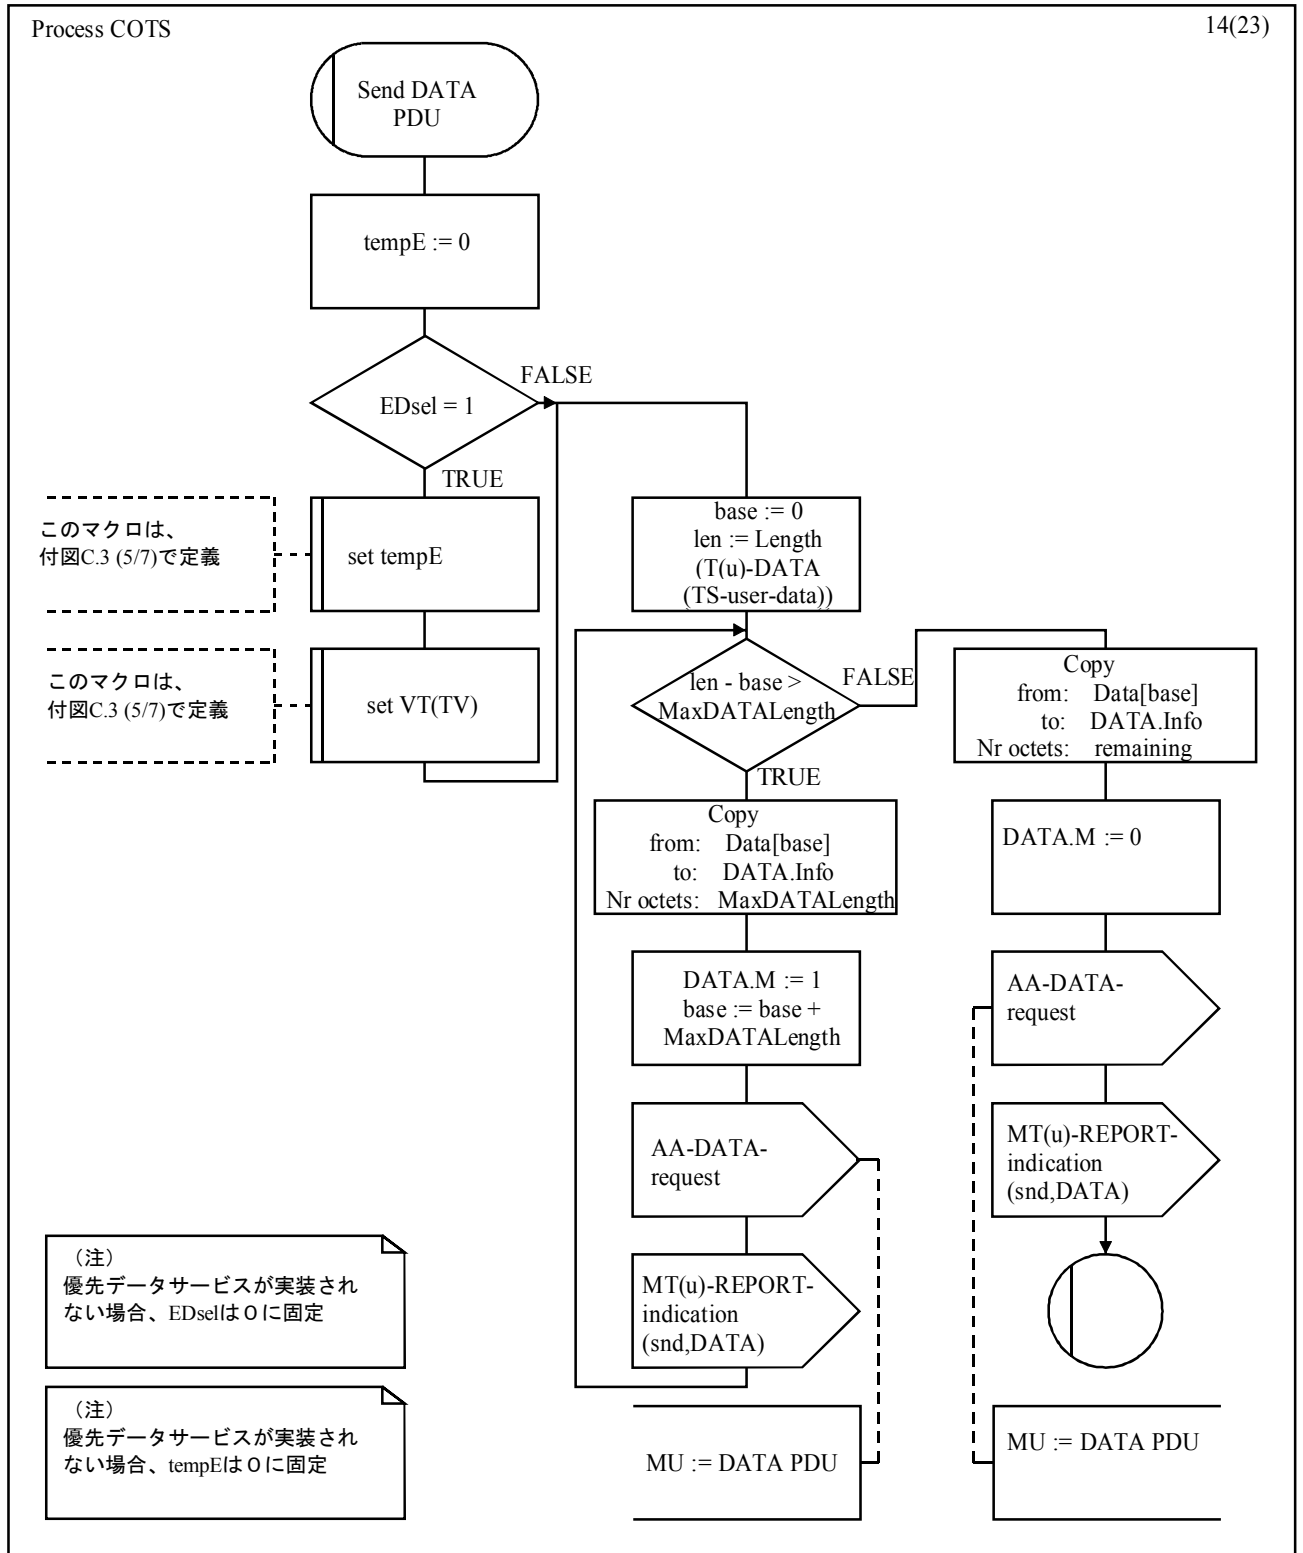 Process COTS
14(23)
Send DATA
PDU
tempE := 0
EDsel = 1
FALSE
TRUE
このマクロは、
付図C.3 (5/7)で定義
set tempE
このマクロは、
付図C.3 (5/7)で定義
set VT(TV)
base := 0
len := Length
(T(u)-DATA
(TS-user-data))
len - base >
MaxDATALength
FALSE
TRUE
Copy
from: Data[base]
to: DATA.Info
Nr octets: MaxDATALength
DATA.M := 1
base := base +
MaxDATALength
AA-DATA-
request
MT(u)-REPORT-
indication
(snd,DATA)
MU := DATA PDU
Copy
from: Data[base]
to: DATA.Info
Nr octets: remaining
DATA.M := 0
AA-DATA-
request
MT(u)-REPORT-
indication
(snd,DATA)
MU := DATA PDU
（注）
優先データサービスが実装され
ない場合、EDselは０に固定
（注）
優先データサービスが実装され
ない場合、tempEは０に固定